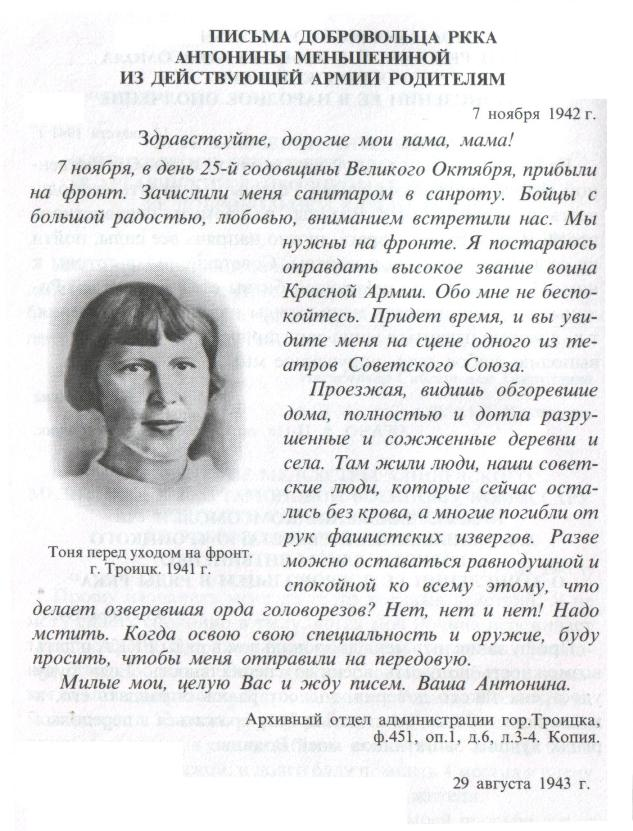 ПИСЬМА ДОБРОВОЛЬЦА РККА
АНТОНИНЫ МЕНЬШЕНИНОЙ
ИЗ ДЕЙСТВУЮЩЕЙ АРМИИ РОДИТЕЛЯМ
7 ноября 1942 г.
Здравствуйте, дорогие мои папа, мама!
7 ноября, в день 25-й годовщины Великого Октября, прибыли
на фронт. Зачислили меня санитаром в санроту. Бойцы с
большой радостью, любовью, вниманием встретили нас. Мы
нужны на фронте. Я постараюсь
оправдать высокое звание воина
Красной Армии. Обо мне не беспо-
койтесь. Придет время, и вы уви-
дите меня на сцене одного из те-
атров Советского Союза.
Проезжая, видишь обгоревшие
дома, полностью и дотла разру-
шенные и сожженные деревни и
села. Там жили люди, наши совет-
ские люди, которые сейчас оста-
лись без крова, а многие погибли от
рук фашистских извергов. Разве
можно оставаться равнодушной и
спокойной ко всему этому, что
Тоня перед уходом на фронт.
г. Троицк. 1941 г.
делает озверевшая орда головорезов? Нет, нет и нет! Надо
мстить. Когда освою свою специальность и оружие, буду
просить, чтобы меня отправили на передовую.
Милые мои, целую Вас и жду писем. Ваша Антонина.
Архивный отдел администрации гор.Троицка,
ф.451, оп.1, д.6, л.3-4. Копия.
29 августа 1943 г.